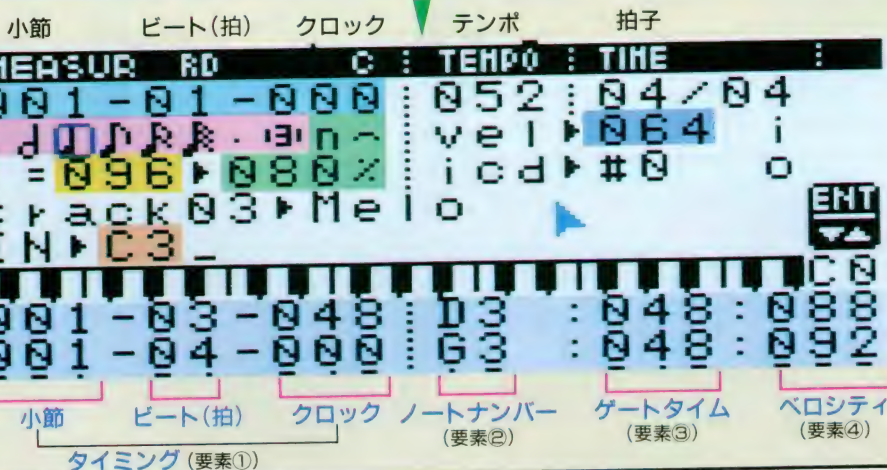 小節 ビート(拍) クロック テンポ 拍子
MEASUR RD C : TEMPO : TIME :
001-01-000 : 052 : 04/04
vel▶064 i
=096▶080% : icd▶#0 o
track03▶Melo
ENT
IN▶C3_
C0
001-03-048 : D3 : 048 : 088
001-04-000 : G3 : 048 : 092
小節 ビート(拍) クロック ノートナンバー ゲートタイム ベロシティ
(要素②) (要素③) (要素④)
タイミング(要素①)